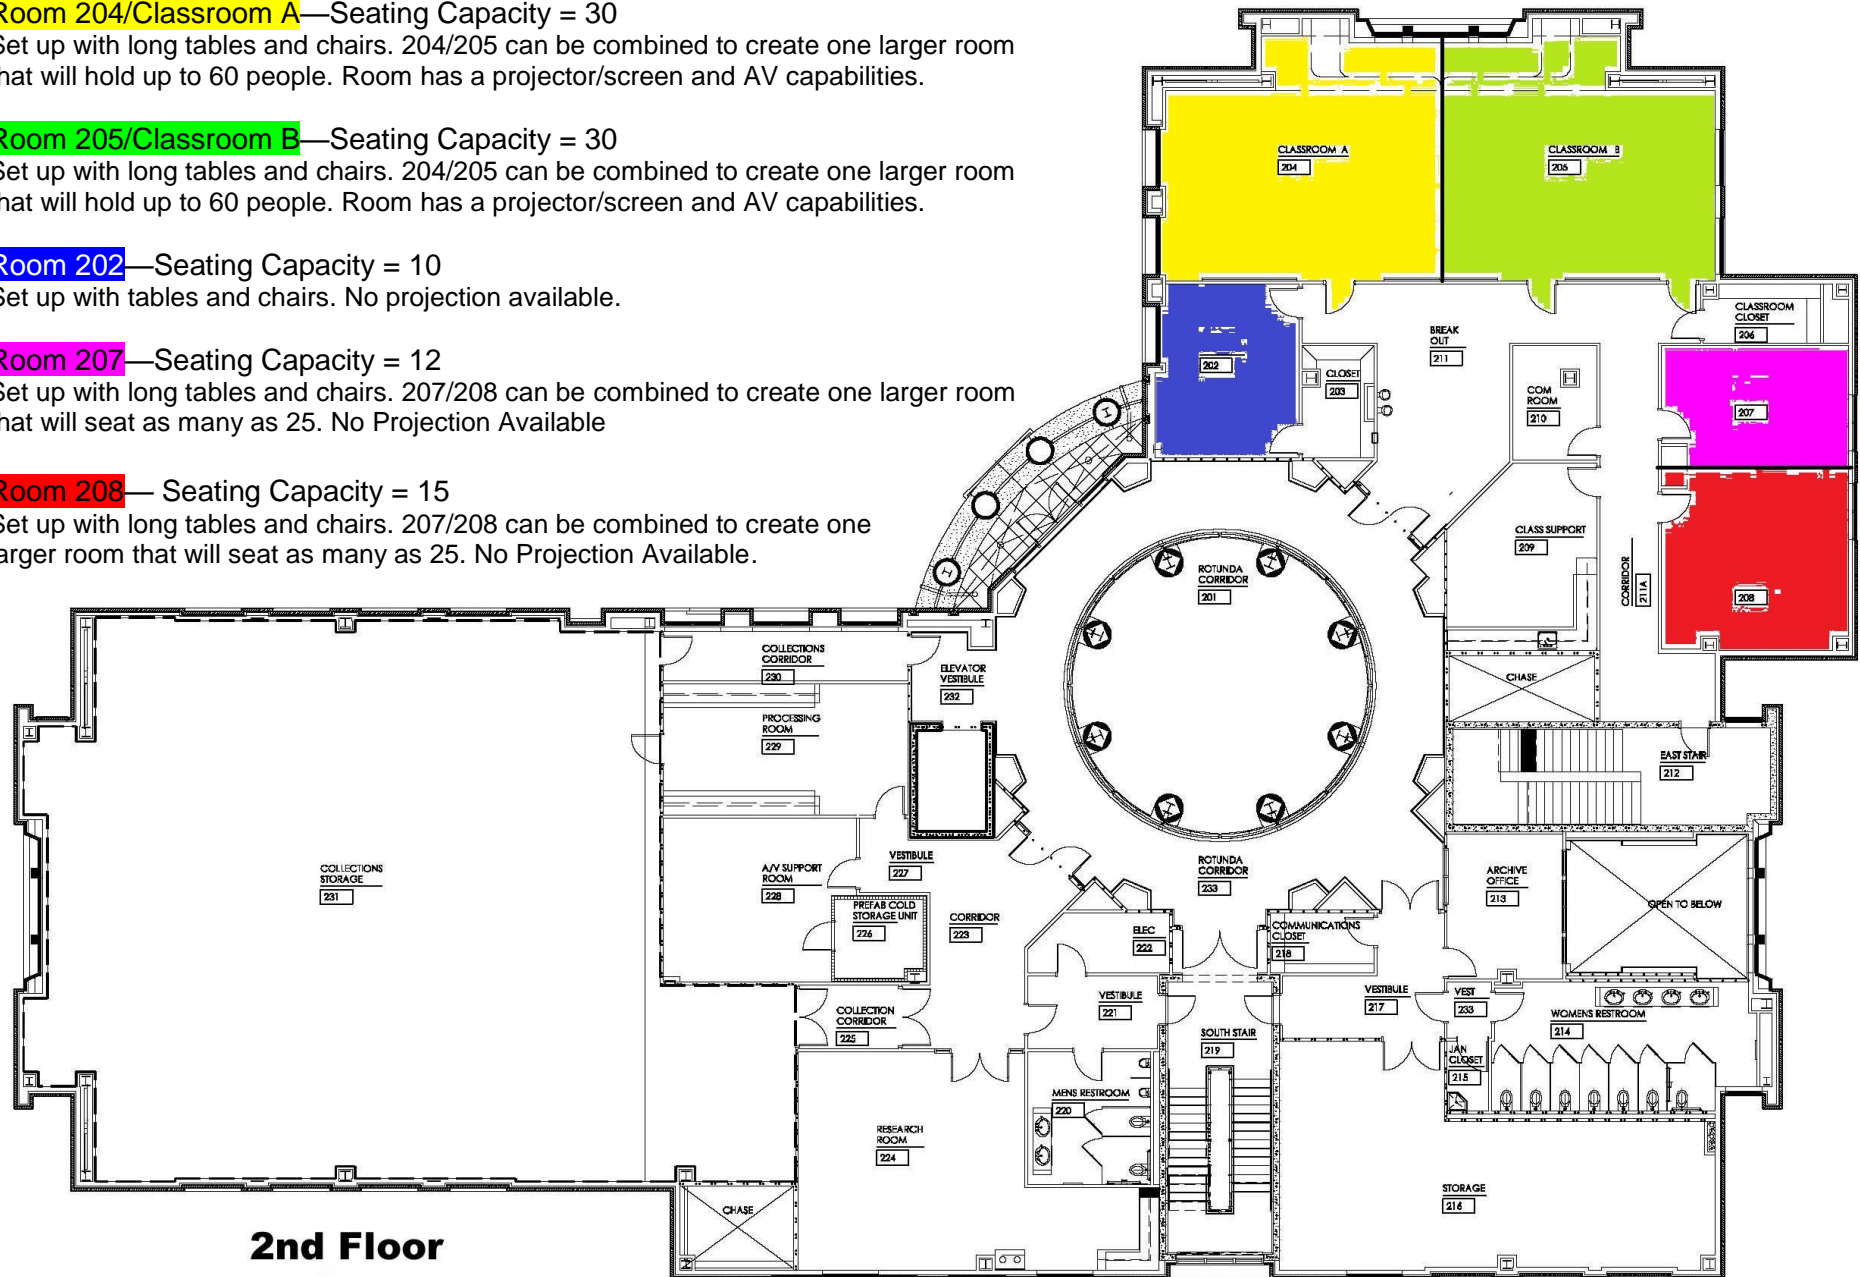 Room 204/Classroom A—Seating Capacity = 30
Set up with long tables and chairs. 204/205 can be combined to create one larger room
that will hold up to 60 people. Room has a projector/screen and AV capabilities.
Room 205/Classroom B—Seating Capacity = 30
Set up with long tables and chairs. 204/205 can be combined to create one larger room
that will hold up to 60 people. Room has a projector/screen and AV capabilities.
Room 202—Seating Capacity = 10
Set up with tables and chairs. No projection available.
Room 207—Seating Capacity = 12
Set up with long tables and chairs. 207/208 can be combined to create one larger room
that will seat as many as 25. No Projection Available
Room 208— Seating Capacity = 15
Set up with long tables and chairs. 207/208 can be combined to create one
larger room that will seat as many as 25. No Projection Available.
CLASSROOM A
204
CLASSROOM B
205
202
CLOSET
203
BREAK
OUT
211
CLASSROOM
CLOSET
206
COM
ROOM
210
207
CLASS SUPPORT
209
CORRIDOR
211A
208
ROTUNDA
CORRIDOR
201
COLLECTIONS
CORRIDOR
230
ELEVATOR
VESTIBULE
232
CHASE
PROCESSING
ROOM
229
EAST STAIR
212
COLLECTIONS
STORAGE
231
A/V SUPPORT
ROOM
228
VESTIBULE
227
ROTUNDA
CORRIDOR
233
ARCHIVE
OFFICE
213
OPEN TO BELOW
PREFAB COLD
STORAGE UNIT
226
CORRIDOR
223
ELEC
222
COMMUNICATIONS
CLOSET
218
COLLECTION
CORRIDOR
225
VESTIBULE
221
SOUTH STAIR
219
VESTIBULE
217
VEST
233
WOMENS RESTROOM
214
JAN
CLOSET
215
MENS RESTROOM
220
RESEARCH
ROOM
224
STORAGE
216
CHASE
2nd Floor